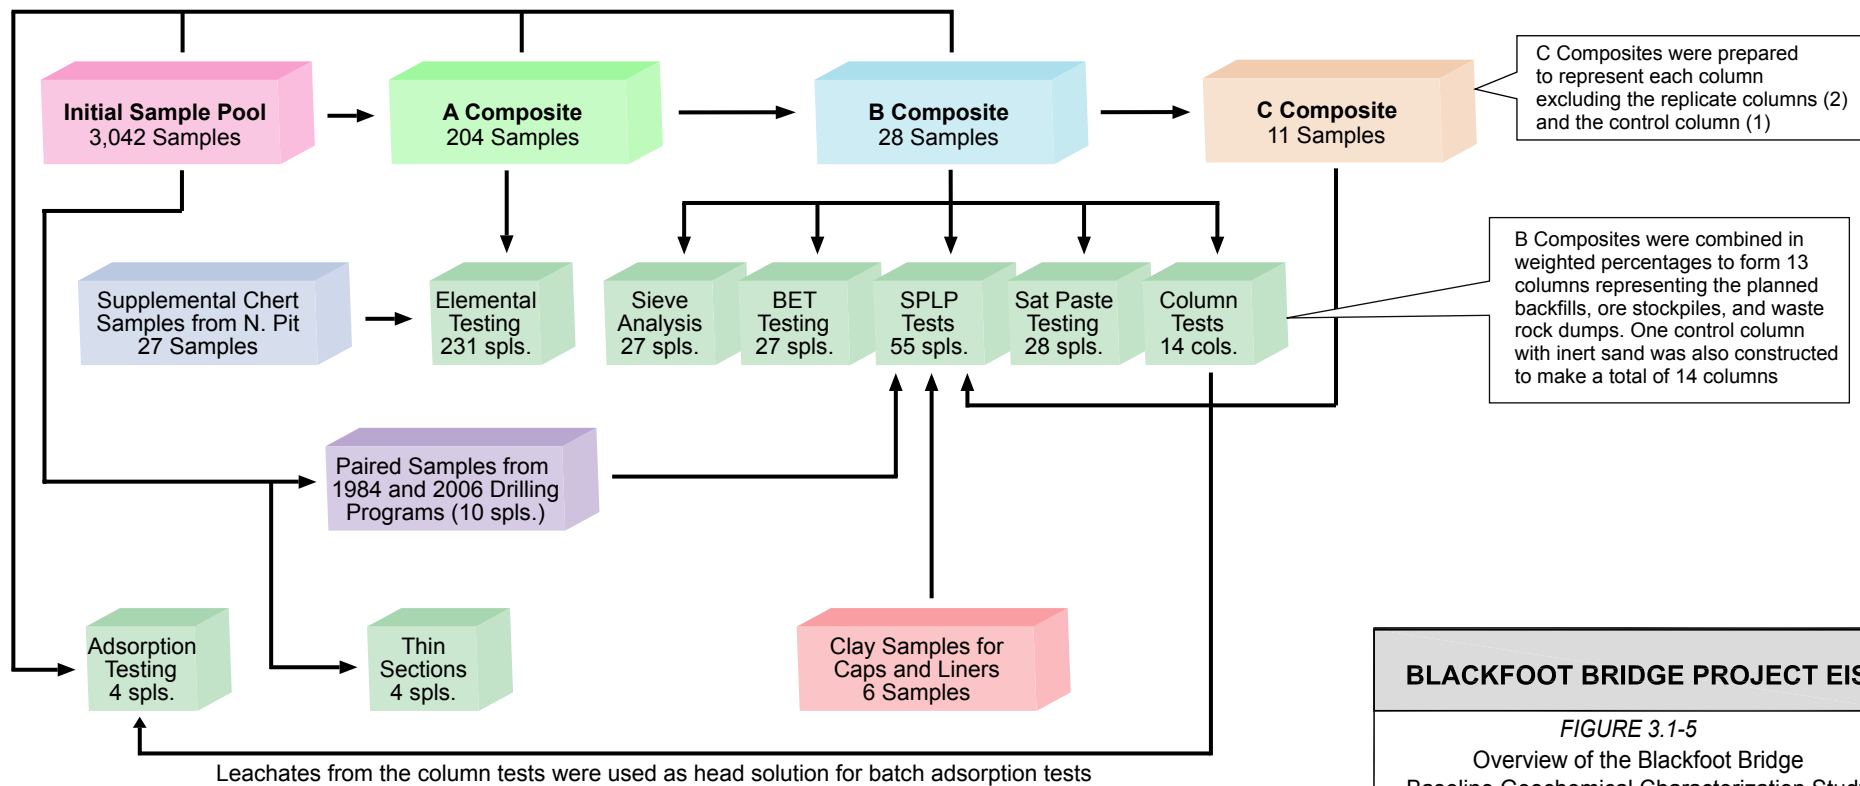 Initial Sample Pool
3,042 Samples
A Composite
204 Samples
B Composite
28 Samples
C Composite
11 Samples
C Composites were prepared
to represent each column
excluding the replicate columns (2)
and the control column (1)
Supplemental Chert
Samples from N. Pit
27 Samples
Elemental
Testing
231 spls.
Sieve
Analysis
27 spls.
BET
Testing
27 spls.
SPLP
Tests
55 spls.
Sat Paste
Testing
28 spls.
Column
Tests
14 cols.
B Composites were combined in
weighted percentages to form 13
columns representing the planned
backfills, ore stockpiles, and waste
rock dumps. One control column
with inert sand was also constructed
to make a total of 14 columns
Paired Samples from
1984 and 2006 Drilling
Programs (10 spls.)
Adsorption
Testing
4 spls.
Thin
Sections
4 spls.
Clay Samples for
Caps and Liners
6 Samples
Leachates from the column tests were used as head solution for batch adsorption tests
BLACKFOOT BRIDGE PROJECT EIS
FIGURE 3.1-5
Overview of the Blackfoot Bridge
Baseline Geochemical Characterization Study